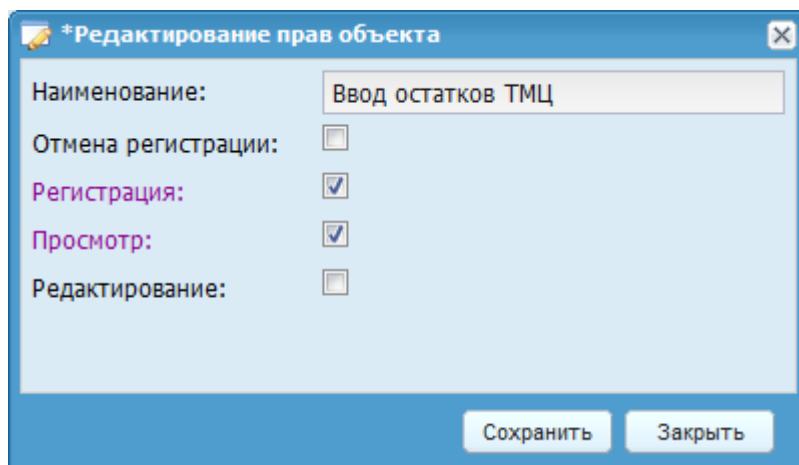 *Редактирование прав объекта
Наименование: Ввод остатков ТМЦ
Отмена регистрации:
Регистрация:
Просмотр:
Редактирование:
Сохранить Закрыть